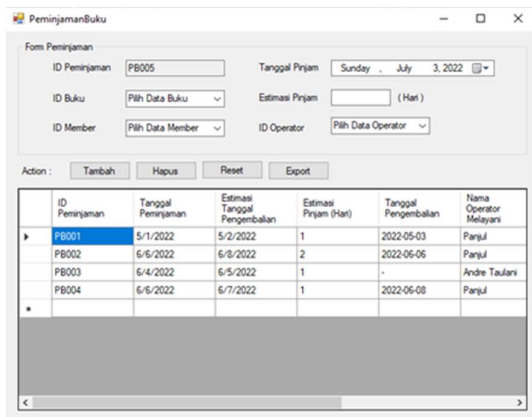 PeminjamanBuku
Form Peminjaman
ID Peminjaman PB005 Tanggal Pinjam Sunday , July 3, 2022
ID Buku Pilih Data Buku Estimasi Pinjam ( Hari )
ID Member Pilih Data Member ID Operator Pilih Data Operator
Action : Tambah Hapus Reset Export
ID Peminjaman Tanggal Peminjaman Estimasi Tanggal Pengembalian Estimasi Pinjam (Hari) Tanggal Pengembalian Nama Operator Melayani
PB001 5/1/2022 5/2/2022 1 2022-05-03 Panjul
PB002 6/6/2022 6/8/2022 2 2022-06-06 Panjul
PB003 6/4/2022 6/5/2022 1 - Andre Taulani
PB004 6/6/2022 6/7/2022 1 2022-06-08 Panjul